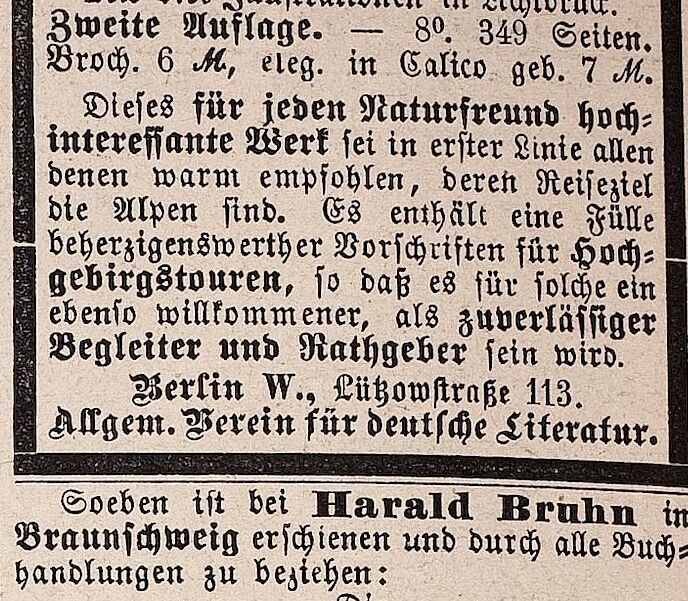 Illustrationen in Lichtdruck.
Zweite Auflage. — 8⁰. 349 Seiten.
Broch. 6 M, eleg. in Calico geb. 7 M.
Dieses für jeden Naturfreund hoch-
interessante Werk sei in erster Linie allen
denen warm empfohlen, deren Reiseziel
die Alpen sind. Es enthält eine Fülle
beherzigenswerther Vorschriften für Hoch-
gebirgstouren, so daß es für solche ein
ebenso willkommener, als zuverlässiger
Begleiter und Rathgeber sein wird.
Berlin W., Lützowstraße 113.
Allgem. Verein für deutsche Literatur.
Soeben ist bei Harald Bruhn in
Braunschweig erschienen und durch alle Buch-
handlungen zu beziehen: